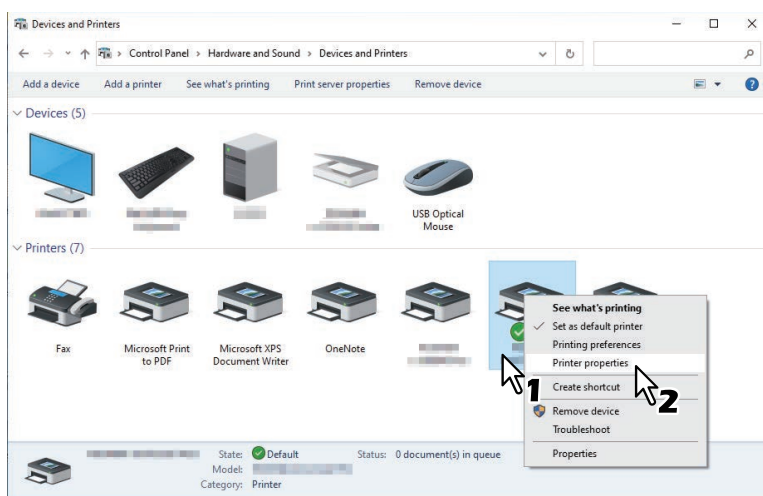 Devices and Printers
Control Panel > Hardware and Sound > Devices and Printers
Add a device Add a printer See what's printing Print server properties Remove device
Devices (5)
USB Optical
Mouse
Printers (7)
Fax
Microsoft Print
to PDF
Microsoft XPS
Document Writer
OneNote
See what's printing
Set as default printer
Printing preferences
Printer properties
Create shortcut
Remove device
Troubleshoot
Properties
1
2
State: Default Status: 0 document(s) in queue
Model:
Category: Printer